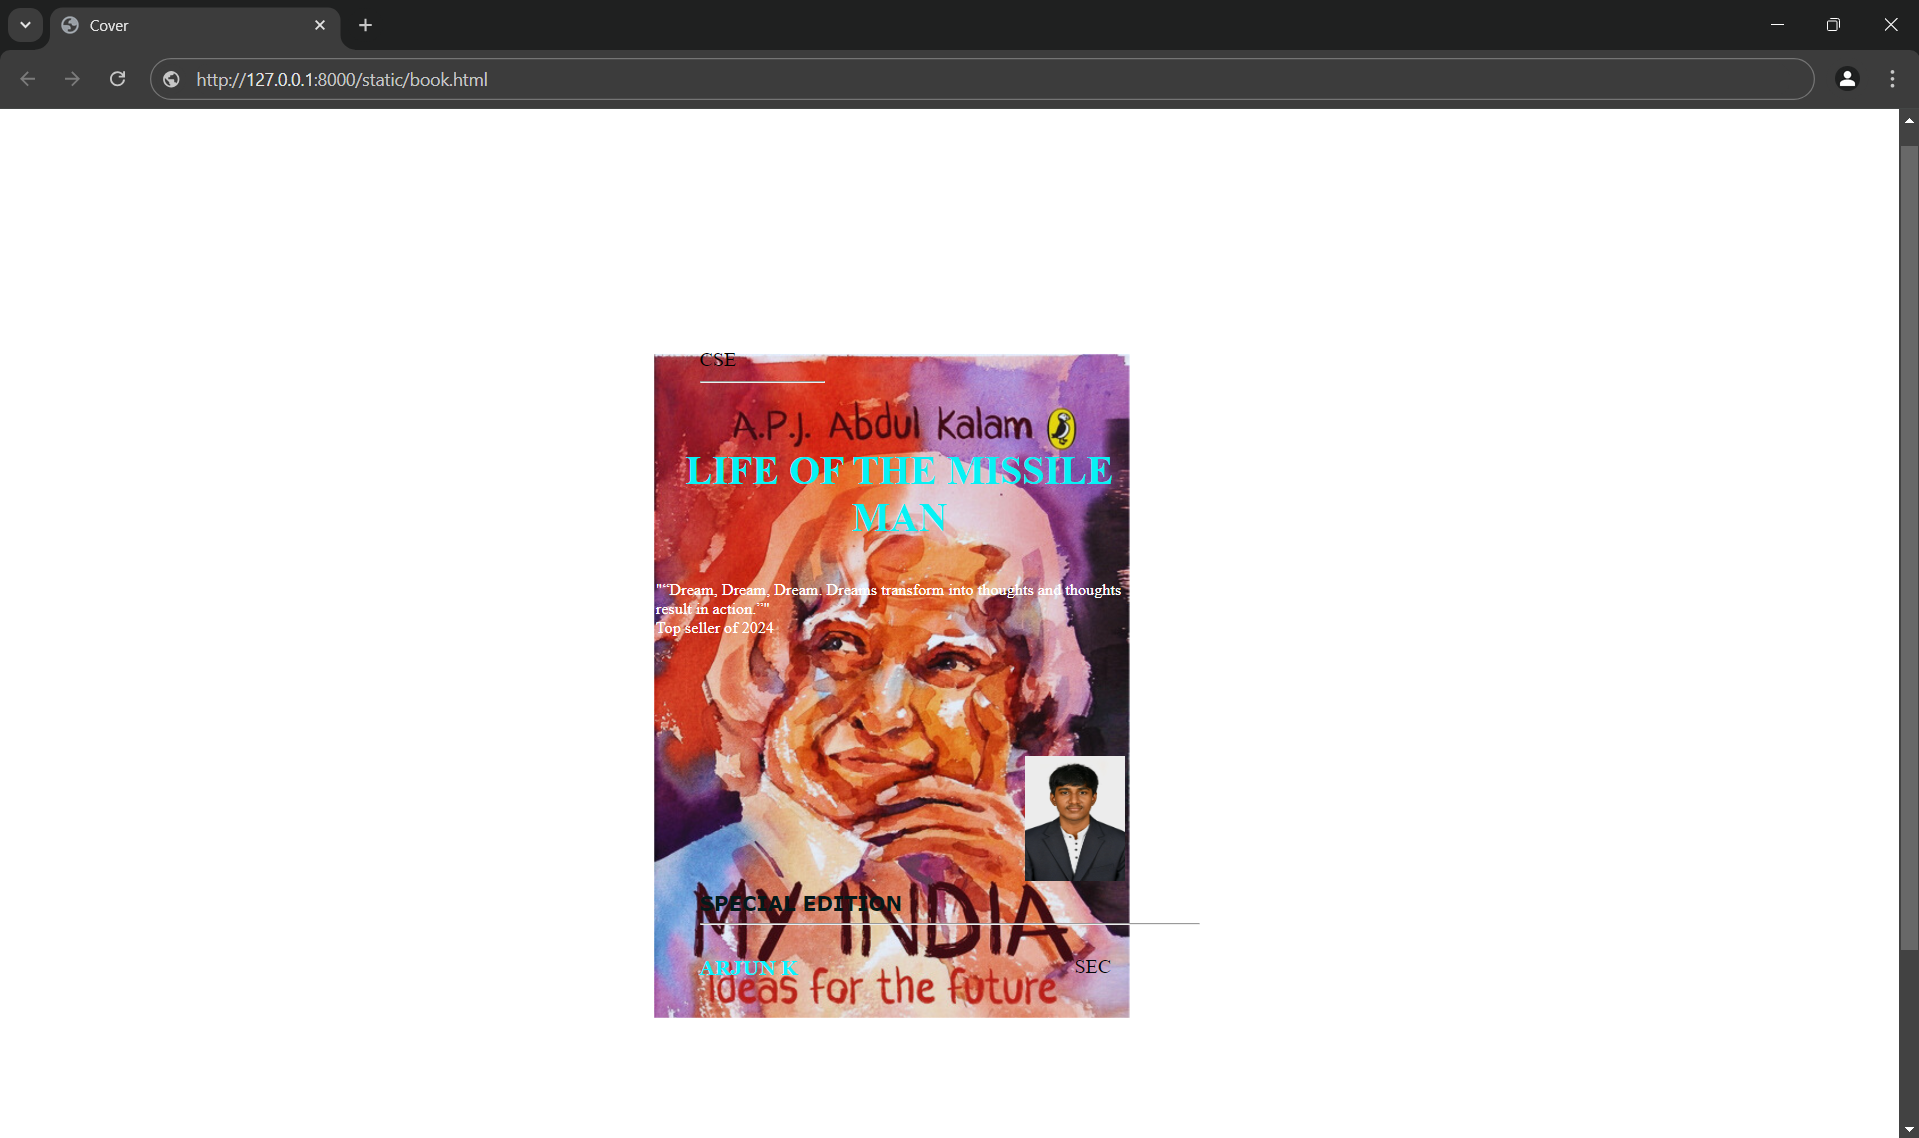 Cover
http://127.0.0.1:8000/static/book.html
CSE
A.P.J. Abdul Kalam
LIFE OF THE MISSILE
MAN
"“Dream, Dream, Dream. Dreams transform into thoughts and thoughts
result in action.”"
Top seller of 2024
SPECIAL EDITION
MY INDIA
ARJUN K
SEC
Ideas for the future